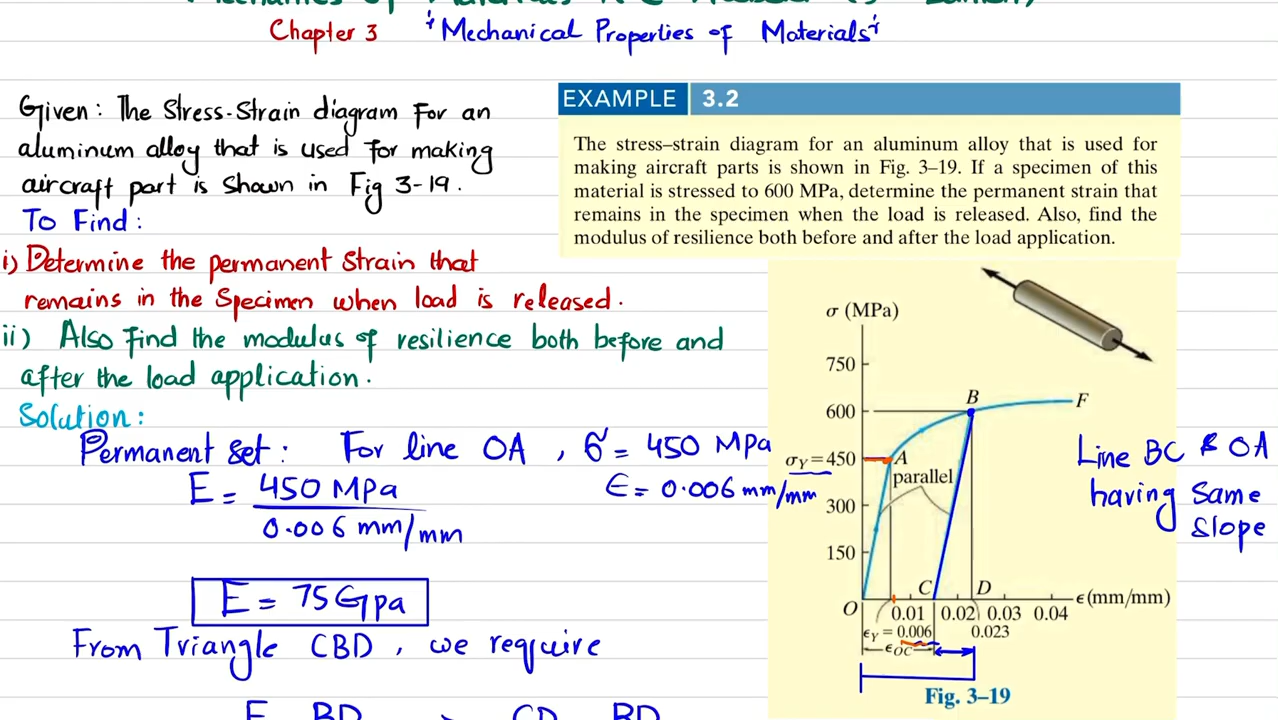 Chapter 3 "Mechanical Properties of Materials"
Given: The Stress-Strain diagram for an
aluminum alloy that is used for making
aircraft part is shown in Fig 3-19.
To Find:
i) Determine the permanent strain that
remains in the specimen when load is released.
ii) Also find the modulus of resilience both before and
after the load application.
Solution:
Permanent set: For line OA, σ = 450 MPa
E = 450 MPa
0.006 mm/mm
ϵ = 0.006 mm/mm
E = 75 Gpa
From Triangle CBD, we require
EXAMPLE 3.2
The stress–strain diagram for an aluminum alloy that is used for
making aircraft parts is shown in Fig. 3–19. If a specimen of this
material is stressed to 600 MPa, determine the permanent strain that
remains in the specimen when the load is released. Also, find the
modulus of resilience both before and after the load application.
σ (MPa)
750
600
B
F
σY = 450
A
parallel
300
150
C
D
O
0.01 0.02 0.03 0.04
ϵ (mm/mm)
ϵY = 0.006
0.023
ϵOC
Fig. 3–19
Line BC & OA
having same
slope